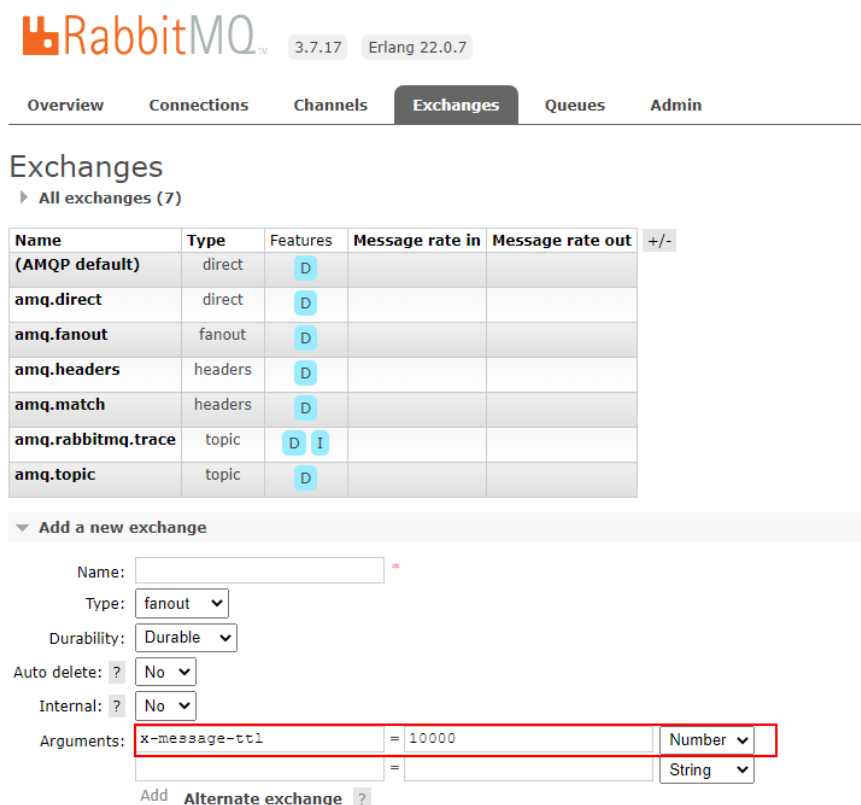 RabbitMQ™ 3.7.17 Erlang 22.0.7
Overview Connections Channels Exchanges Queues Admin
Exchanges
All exchanges (7)
Name Type Features Message rate in Message rate out +/-
(AMQP default) direct D
amq.direct direct D
amq.fanout fanout D
amq.headers headers D
amq.match headers D
amq.rabbitmq.trace topic D I
amq.topic topic D
Add a new exchange
Name: *
Type: fanout
Durability: Durable
Auto delete: ? No
Internal: ? No
Arguments: x-message-ttl = 10000 Number
= String
Add Alternate exchange ?